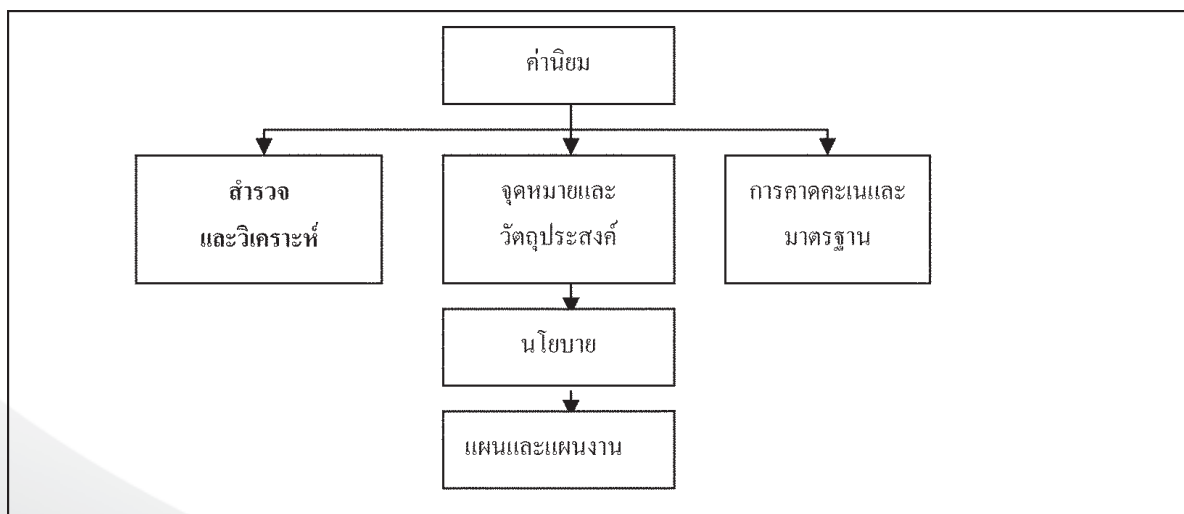 ค่านิยม
สำรวจ
และวิเคราะห์
จุดหมายและ
วัตถุประสงค์
การคาดคะเนและ
มาตรฐาน
นโยบาย
แผนและแผนงาน